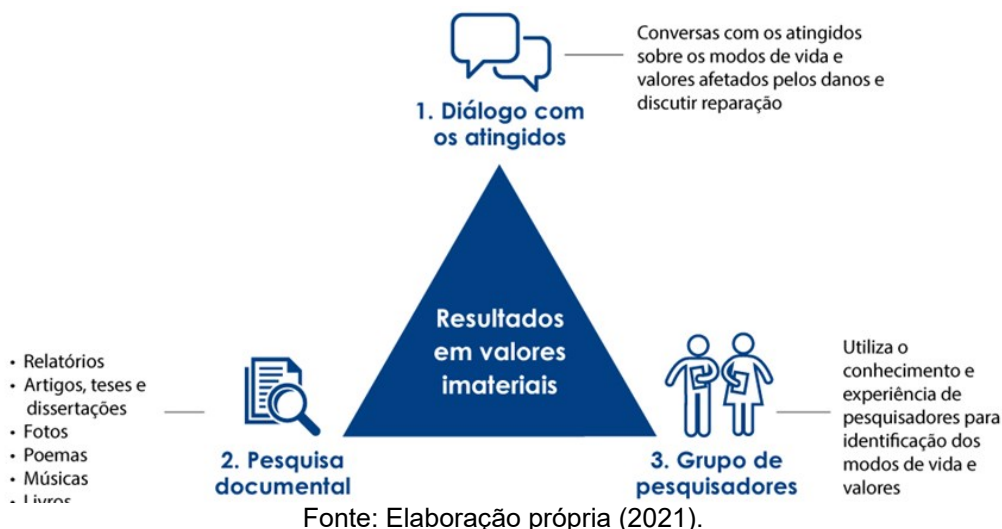 1. Diálogo com
os atingidos
Conversas com os atingidos
sobre os modos de vida e
valores afetados pelos danos e
discutir reparação
Resultados
em valores
imateriais
• Relatórios
• Artigos, teses e
dissertações
• Fotos
• Poemas
• Músicas
• Livros
2. Pesquisa
documental
3. Grupo de
pesquisadores
Utiliza o
conhecimento e
experiência de
pesquisadores para
identificação dos
modos de vida e
valores
Fonte: Elaboração própria (2021).